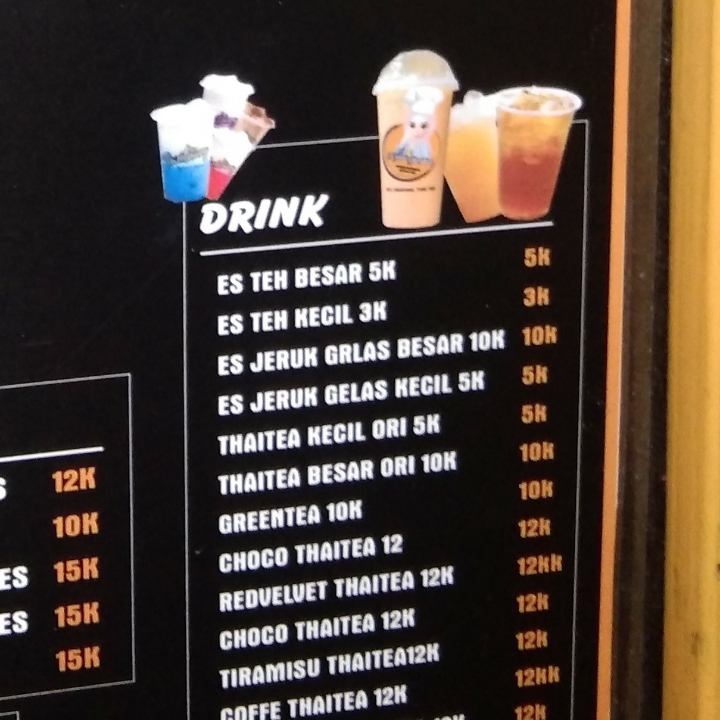 DRINK
ES TEH BESAR 5K 5k
ES TEH KECIL 3K 3k
ES JERUK GRLAS BESAR 10K 10k
ES JERUK GELAS KECIL 5K 5k
THAITEA KECIL ORI 5K 5k
THAITEA BESAR ORI 10K 10k
GREENTEA 10K 10k
CHOCO THAITEA 12 12k
REDVELVET THAITEA 12K 12kk
CHOCO THAITEA 12K 12k
TIRAMISU THAITEA12K 12k
COFFE THAITEA 12K 12kk
12k
S 12K
10K
ES 15K
ES 15K
15K